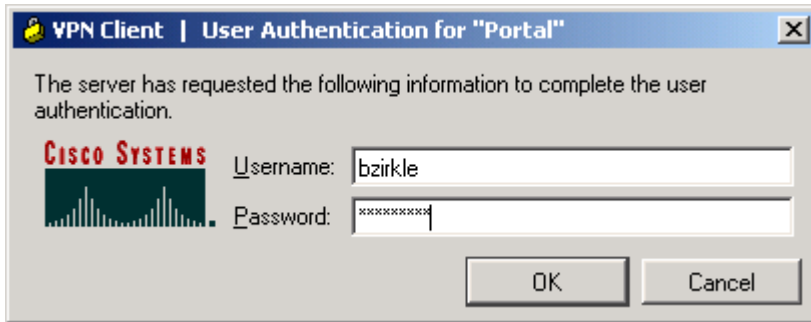 VPN Client | User Authentication for "Portal"
The server has requested the following information to complete the user
authentication.
CISCO SYSTEMS
Username: bzirkle
Password: *********
OK Cancel